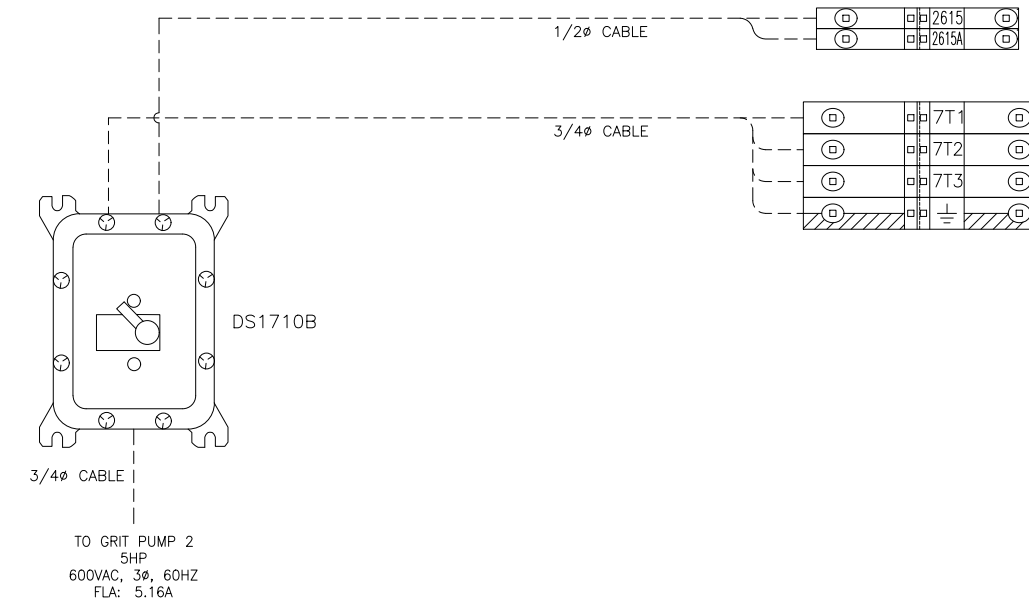 2615
1/2ø CABLE
2615A
7T1
3/4ø CABLE
7T2
7T3
DS1710B
3/4ø CABLE
TO GRIT PUMP 2
5HP
600VAC, 3ø, 60HZ
FLA: 5.16A